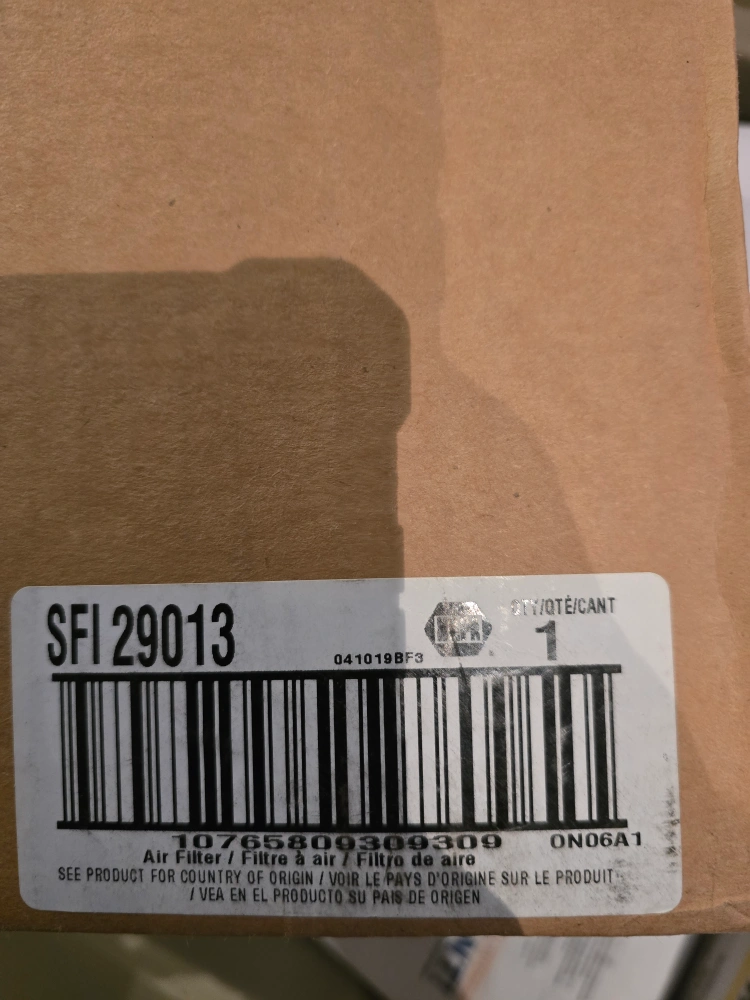 SFI 29013
041019BF3
NAPA
QTY/QTÉ/CANT
1
10765809309309
0N06A1
Air Filter / Filtre à air / Filtro de aire
SEE PRODUCT FOR COUNTRY OF ORIGIN / VOIR LE PAYS D'ORIGINE SUR LE PRODUIT
/ VEA EN EL PRODUCTO SU PAIS DE ORIGEN